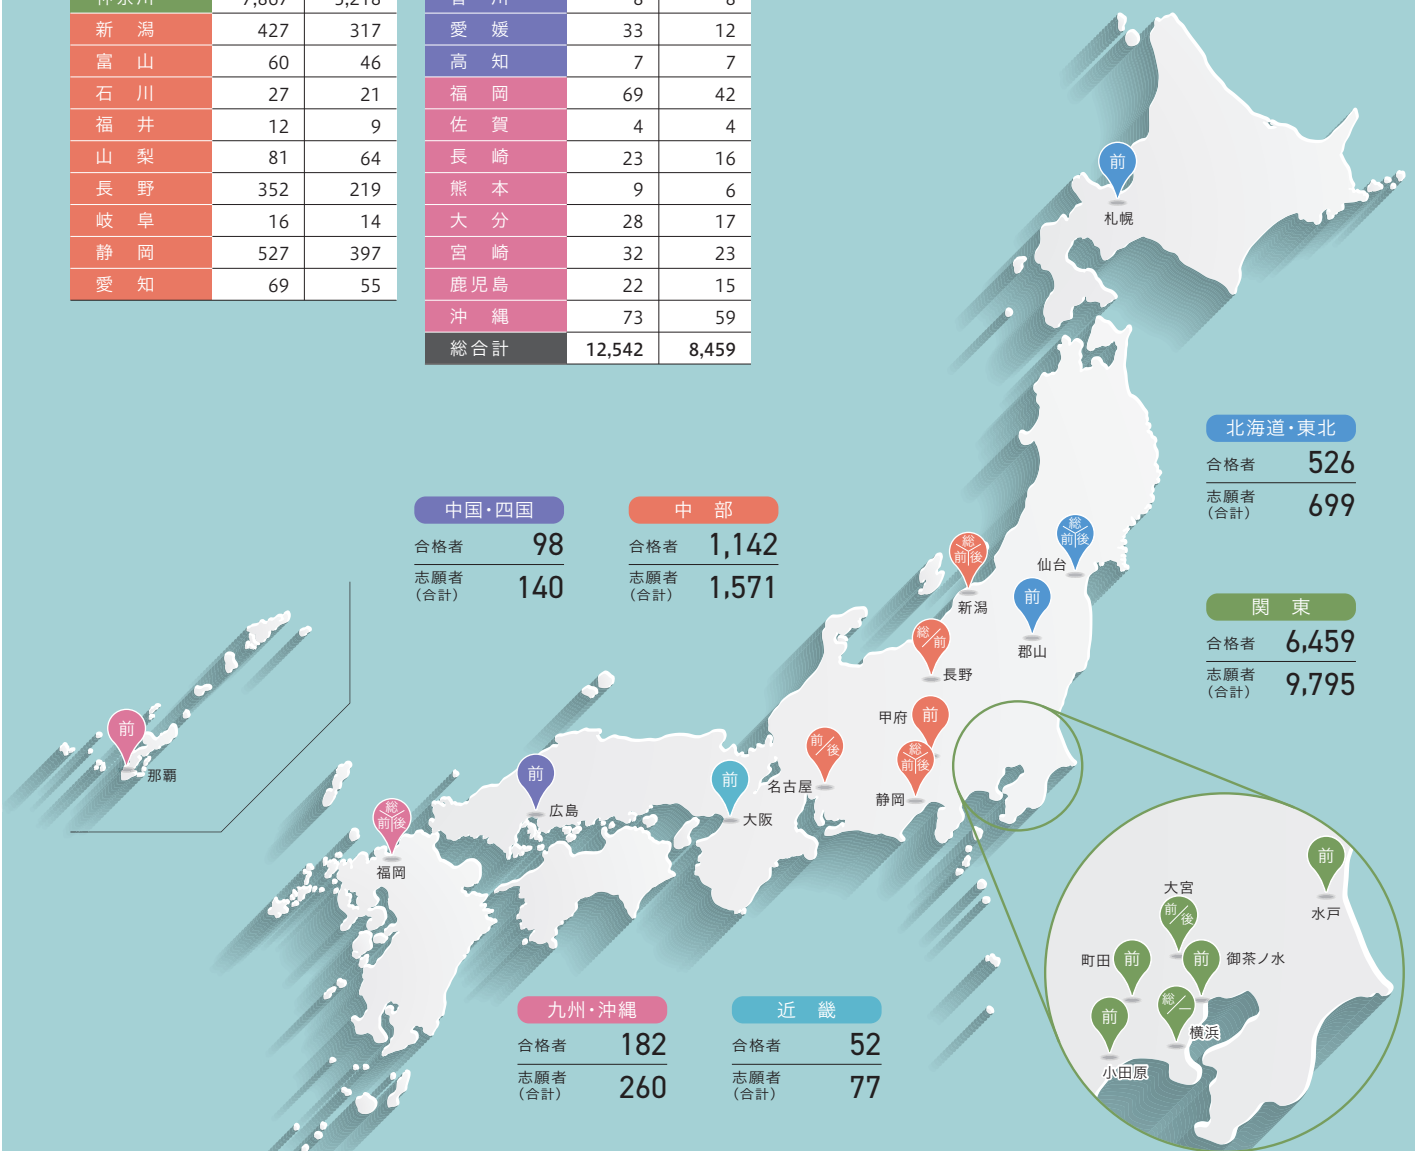 新潟 427 317
富山 60 46
石川 27 21
福井 12 9
山梨 81 64
長野 352 219
岐阜 16 14
静岡 527 397
愛知 69 55
愛媛 33 12
高知 7 7
福岡 69 42
佐賀 4 4
長崎 23 16
熊本 9 6
大分 28 17
宮崎 32 23
鹿児島 22 15
沖縄 73 59
総合計 12,542 8,459
前
札幌
北海道・東北
合格者 526
志願者
(合計) 699
中国・四国
合格者 98
志願者
(合計) 140
中部
合格者 1,142
志願者
(合計) 1,571
総
前 後
仙台
総
前 後
新潟
前
郡山
関東
合格者 6,459
志願者
(合計) 9,795
総/前
長野
甲府 前
前/後
名古屋
総
前 後
静岡
前
那覇
前
広島
前
大阪
総
前 後
福岡
前
水戸
大宮
前/後
町田 前
前 御茶ノ水
総/一
横浜
前
小田原
九州・沖縄
合格者 182
志願者
(合計) 260
近畿
合格者 52
志願者
(合計) 77